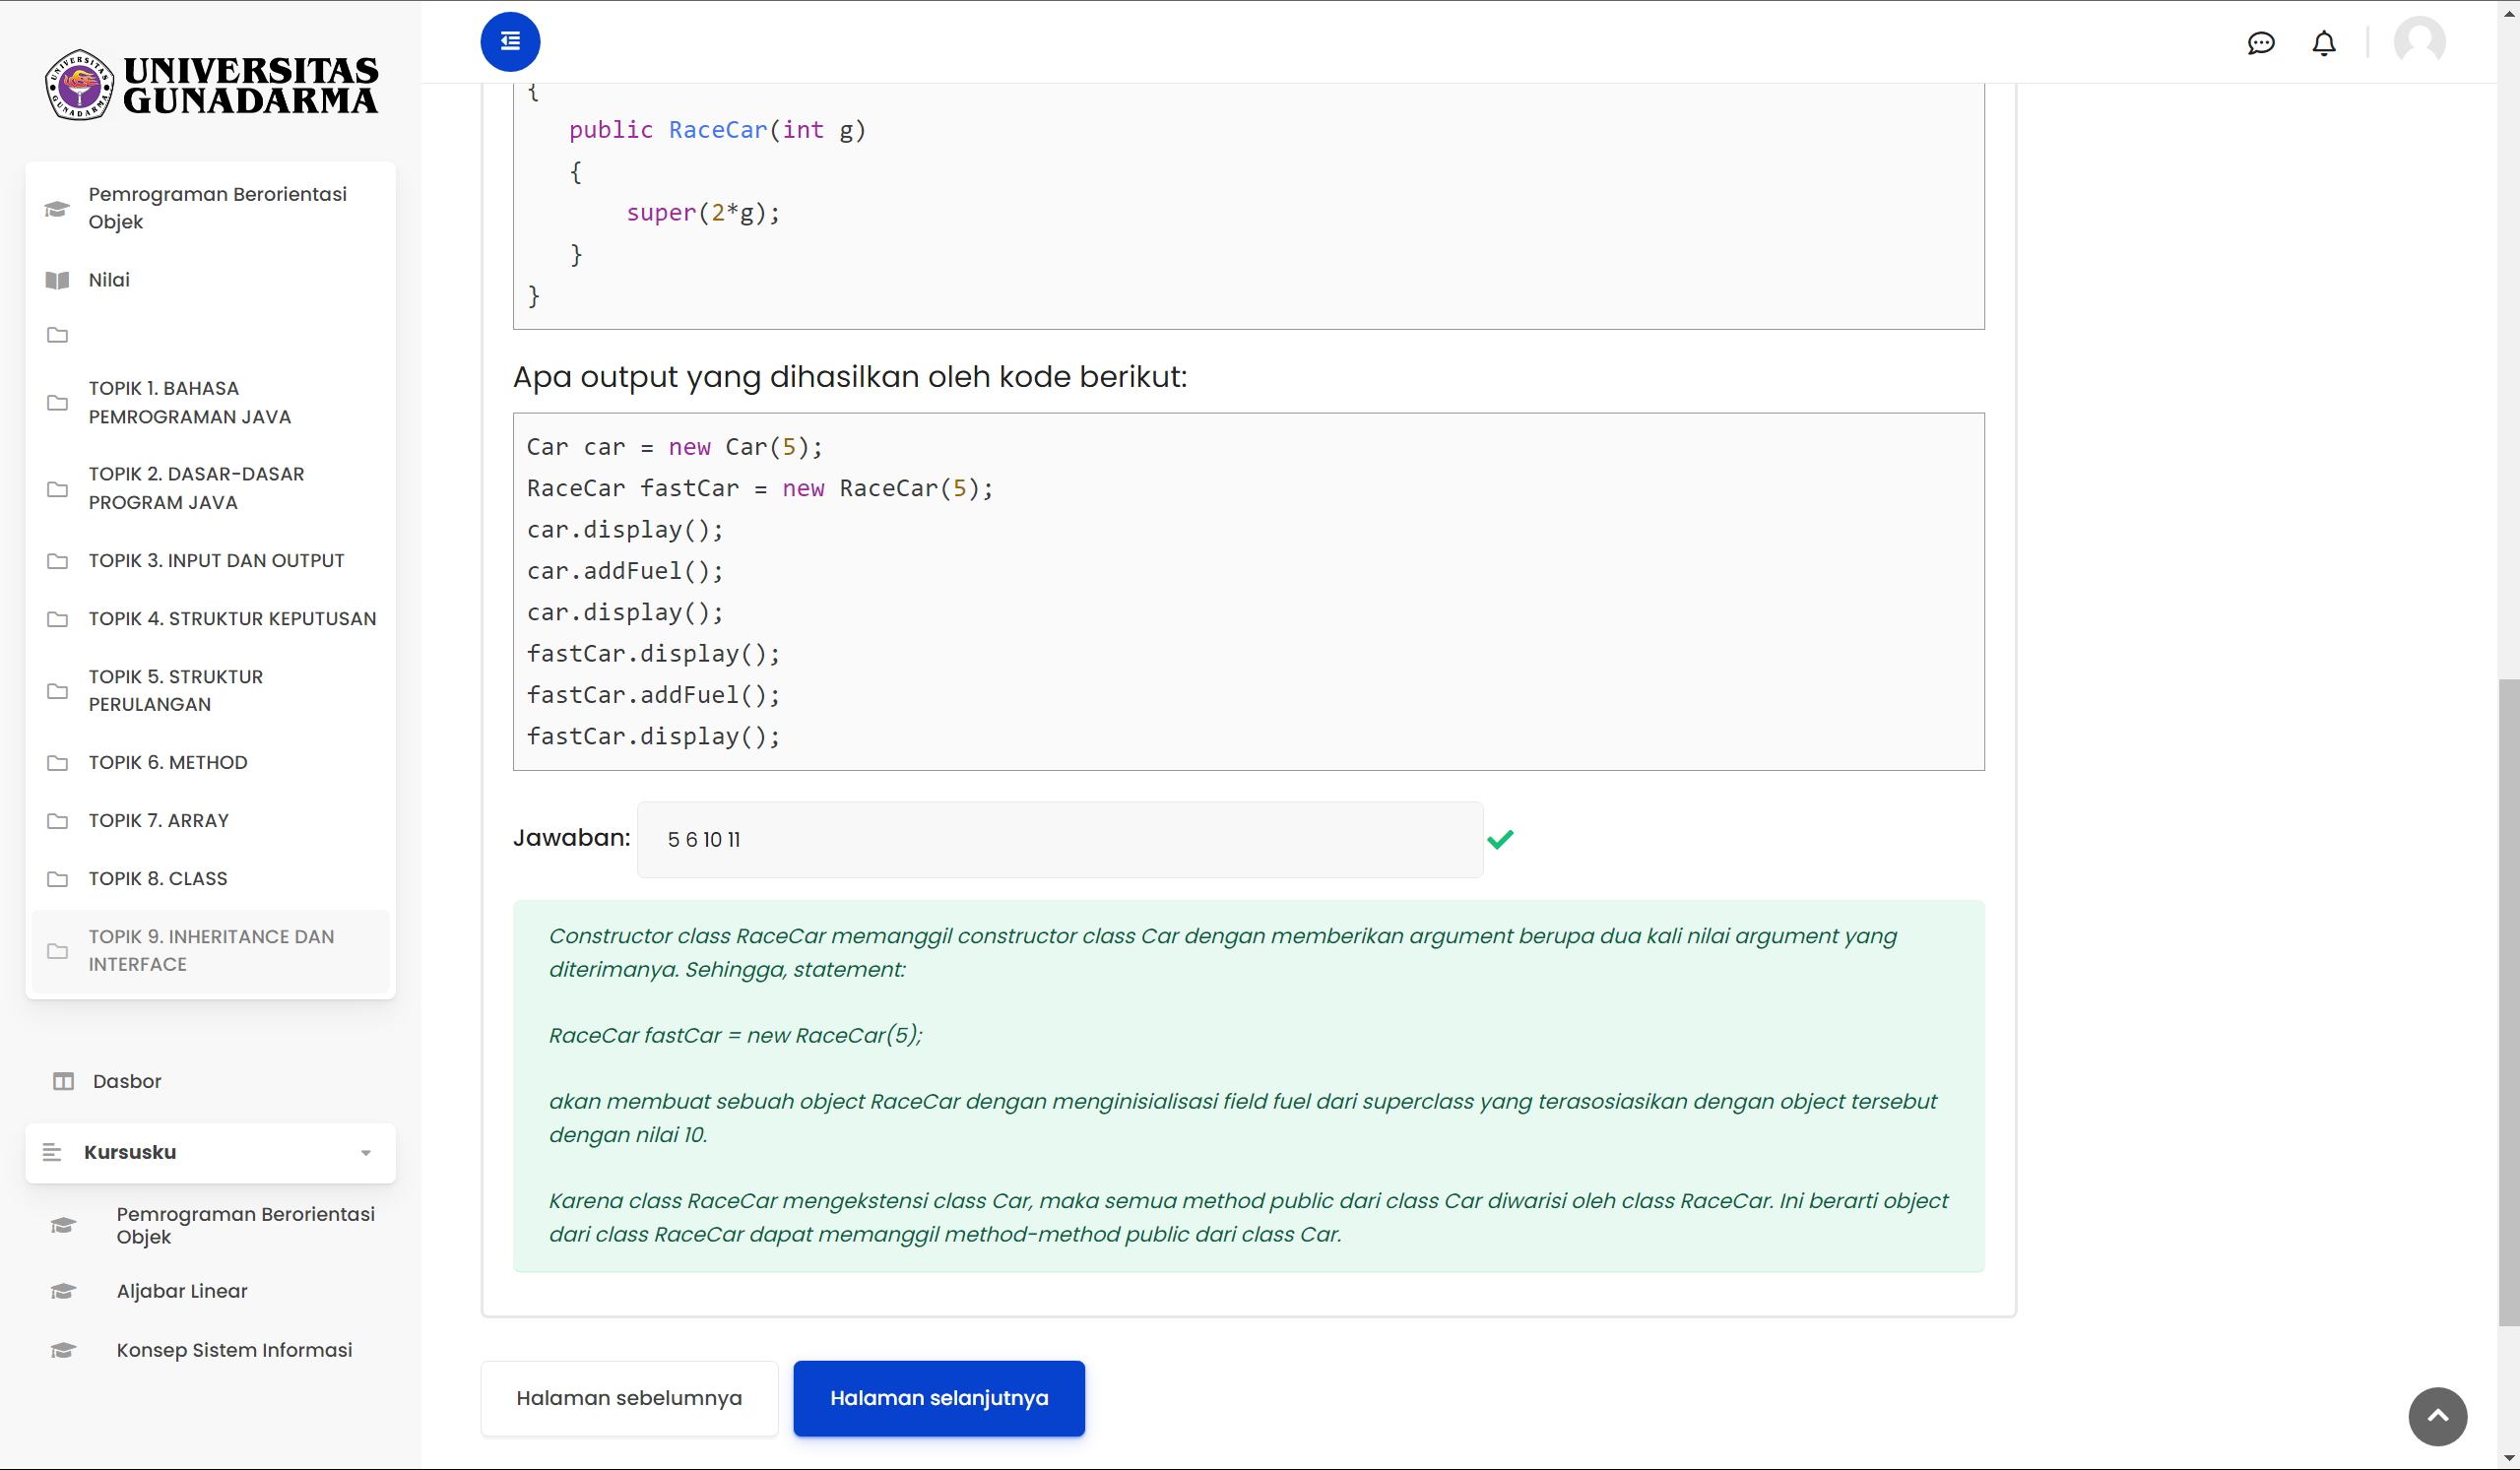 UNIVERSITAS
GUNADARMA
Pemrograman Berorientasi
Objek
Nilai
TOPIK 1. BAHASA
PEMROGRAMAN JAVA
TOPIK 2. DASAR-DASAR
PROGRAM JAVA
TOPIK 3. INPUT DAN OUTPUT
TOPIK 4. STRUKTUR KEPUTUSAN
TOPIK 5. STRUKTUR
PERULANGAN
TOPIK 6. METHOD
TOPIK 7. ARRAY
TOPIK 8. CLASS
TOPIK 9. INHERITANCE DAN
INTERFACE
Dasbor
Kursusku
Pemrograman Berorientasi
Objek
Aljabar Linear
Konsep Sistem Informasi
{
public RaceCar(int g)
{
super(2*g);
}
}
Apa output yang dihasilkan oleh kode berikut:
Car car = new Car(5);
RaceCar fastCar = new RaceCar(5);
car.display();
car.addFuel();
car.display();
fastCar.display();
fastCar.addFuel();
fastCar.display();
Jawaban: 5 6 10 11
Constructor class RaceCar memanggil constructor class Car dengan memberikan argument berupa dua kali nilai argument yang
diterimanya. Sehingga, statement:
RaceCar fastCar = new RaceCar(5);
akan membuat sebuah object RaceCar dengan menginisialisasi field fuel dari superclass yang terasosiasikan dengan object tersebut
dengan nilai 10.
Karena class RaceCar mengekstensi class Car, maka semua method public dari class Car diwarisi oleh class RaceCar. Ini berarti object
dari class RaceCar dapat memanggil method-method public dari class Car.
Halaman sebelumnya
Halaman selanjutnya